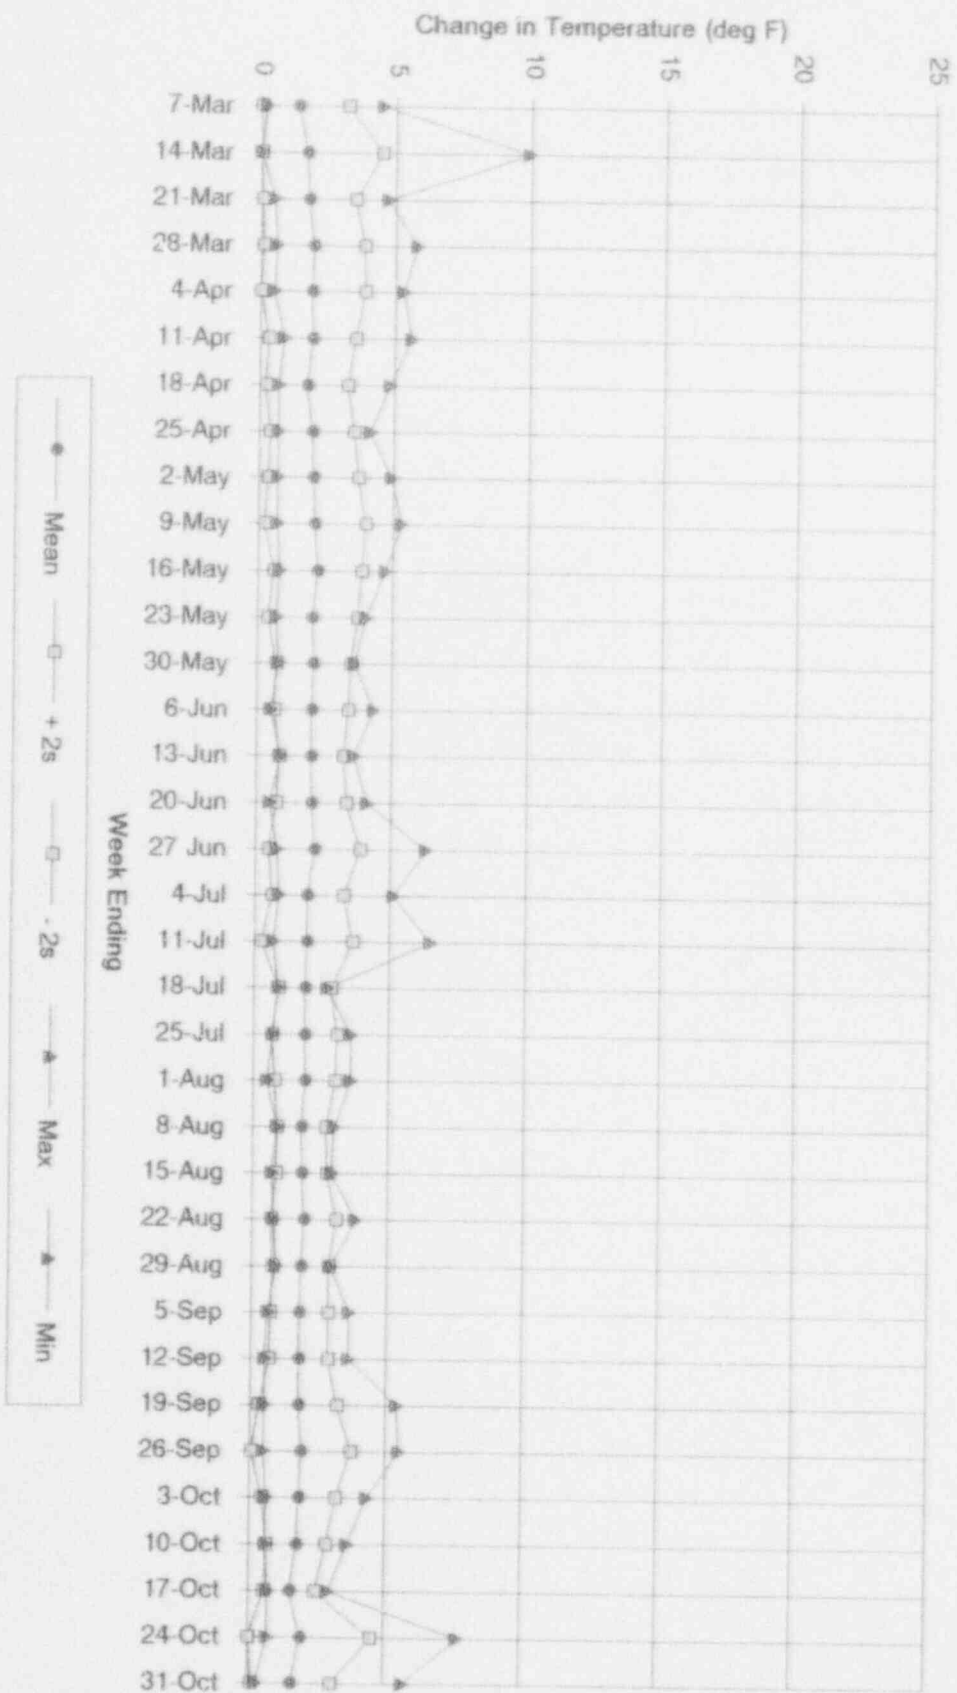 Change in Temperature (deg F)
0
5
10
15
20
25
7-Mar
14-Mar
21-Mar
28-Mar
4-Apr
11-Apr
18-Apr
25-Apr
2-May
9-May
16-May
23-May
30-May
6-Jun
13-Jun
20-Jun
27 Jun
4-Jul
11-Jul
18-Jul
25-Jul
1-Aug
8-Aug
15-Aug
22-Aug
29-Aug
5-Sep
12-Sep
19-Sep
26-Sep
3-Oct
10-Oct
17-Oct
24-Oct
31-Oct
Week Ending
Mean
+ 2s
- 2s
Max
Min